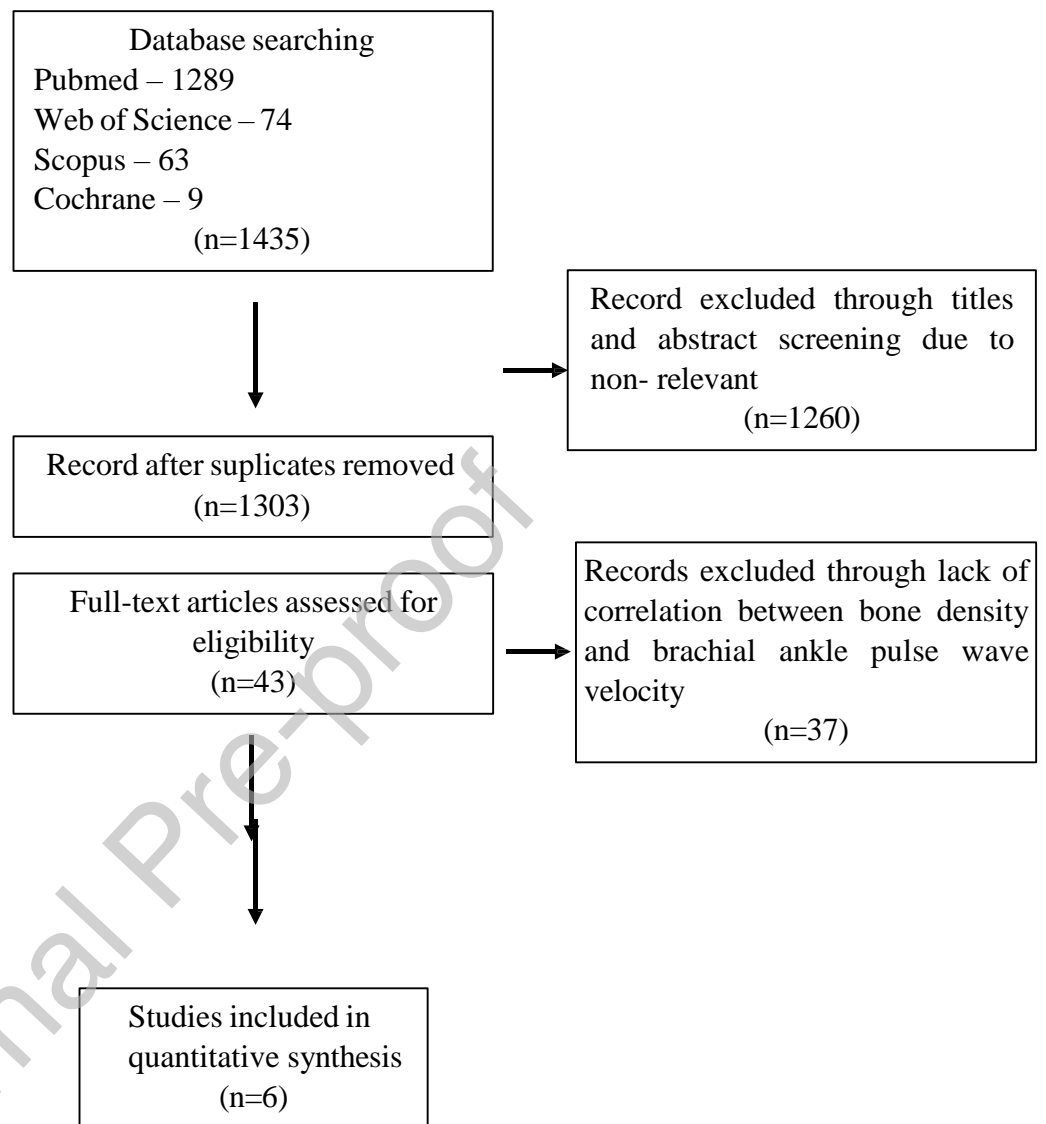 Database searching
Pubmed – 1289
Web of Science – 74
Scopus – 63
Cochrane – 9
(n=1435)
Record excluded through titles
and abstract screening due to
non- relevant
(n=1260)
Record after suplicates removed
(n=1303)
Full-text articles assessed for
eligibility
(n=43)
Records excluded through lack of
correlation between bone density
and brachial ankle pulse wave
velocity
(n=37)
Studies included in
quantitative synthesis
(n=6)
nal Pre-proof